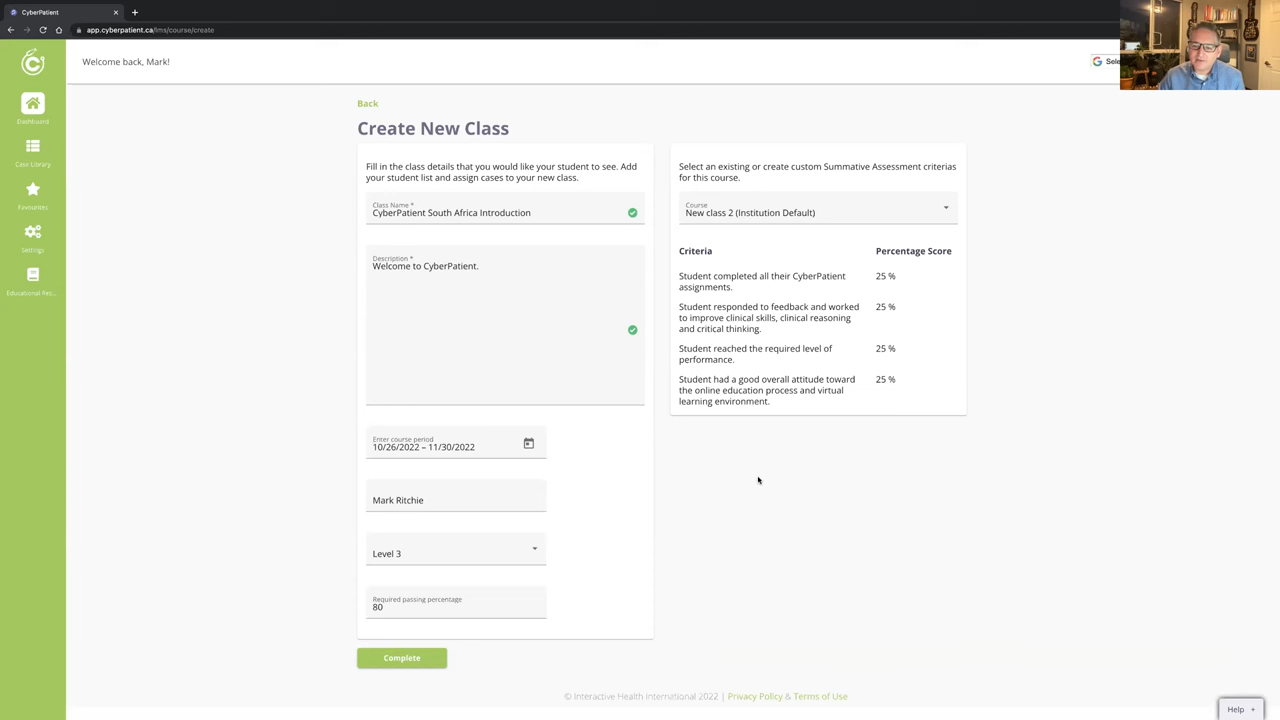 CyberPatient
app.cyberpatient.ca/lms/course/create
Welcome back, Mark!
Sele
Dashboard
Case Library
Favourites
Settings
Educational Res...
Back
Create New Class
Fill in the class details that you would like your student to see. Add
your student list and assign cases to your new class.
Class Name *
CyberPatient South Africa Introduction
Description *
Welcome to CyberPatient.
Enter course period
10/26/2022 – 11/30/2022
Mark Ritchie
Level 3
Required passing percentage
80
Complete
Select an existing or create custom Summative Assessment criterias
for this course.
Course
New class 2 (Institution Default)
Criteria Percentage Score
Student completed all their CyberPatient 25 %
assignments.
Student responded to feedback and worked 25 %
to improve clinical skills, clinical reasoning
and critical thinking.
Student reached the required level of 25 %
performance.
Student had a good overall attitude toward 25 %
the online education process and virtual
learning environment.
© Interactive Health International 2022 | Privacy Policy & Terms of Use
Help +